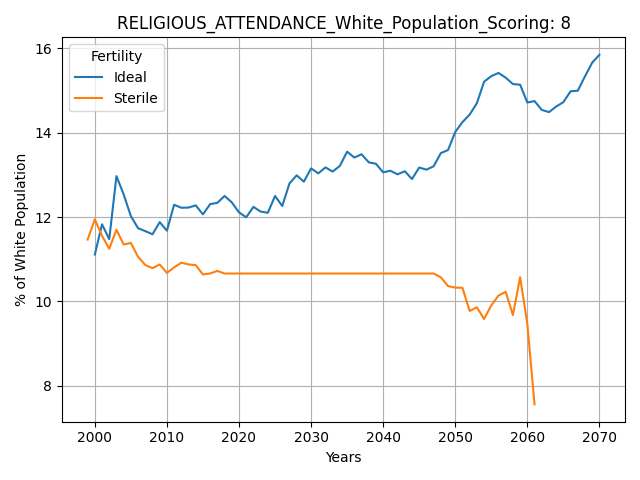 RELIGIOUS_ATTENDANCE_White_Population_Scoring: 8
Fertility
Ideal
Sterile
% of White Population
16
14
12
10
8
2000 2010 2020 2030 2040 2050 2060 2070
Years